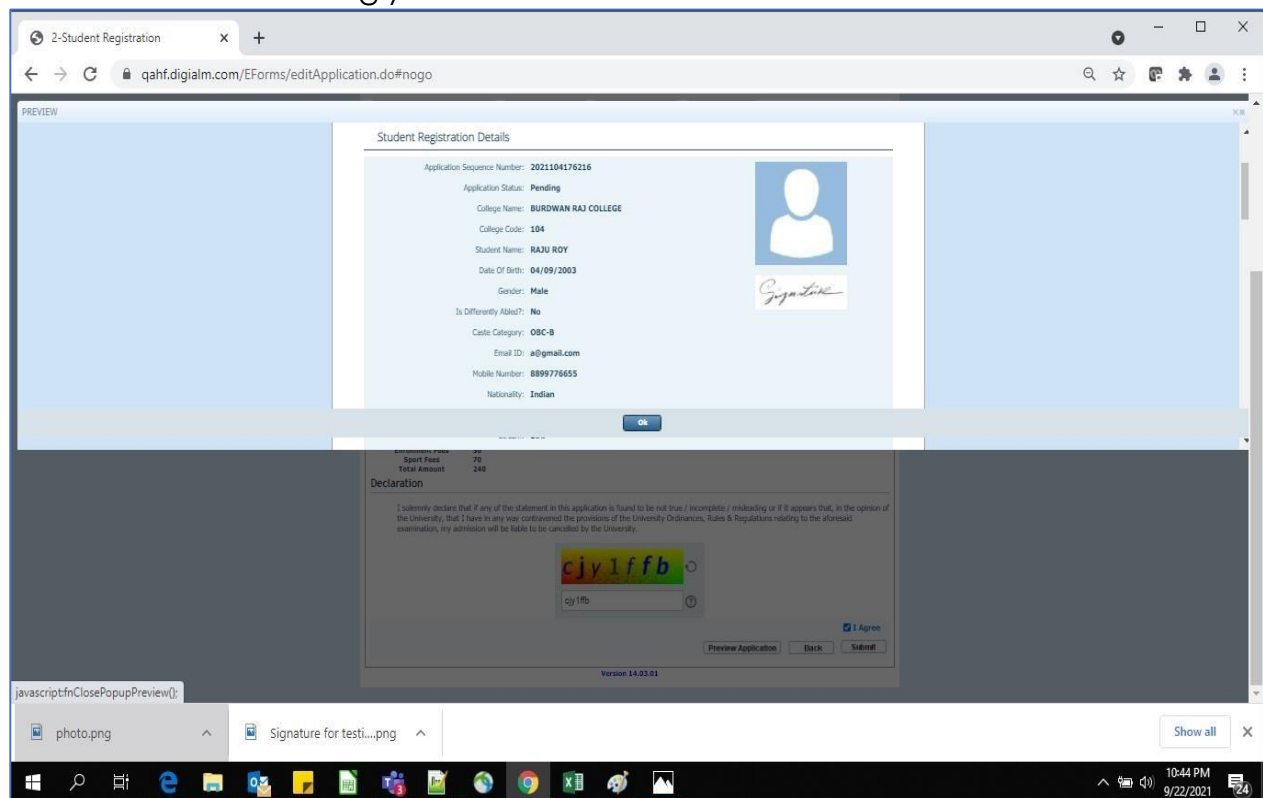 2-Student Registration
qahf.digialm.com/EForms/editApplication.do#nogo
PREVIEW
Student Registration Details
Application Sequence Number: 2021104176216
Application Status: Pending
College Name: BURDWAN RAJ COLLEGE
College Code: 104
Student Name: RAJU ROY
Date Of Birth: 04/09/2003
Gender: Male
Signature
Is Differently Abled?: No
Caste Category: OBC-B
Email ID: a@gmail.com
Mobile Number: 8899776655
Nationality: Indian
Ok
Enrollment Fees 50
Sport Fees 70
Total Amount 240
Declaration
I solemnly declare that if any of the statement in this application is found to be not true / incomplete / misleading or if it appears that, in the opinion of
the University, that I have in any way contravened the provisions of the University Ordinances, Rules & Regulations relating to the aforesaid
examination, my admission will be liable to be cancelled by the University.
cjy1ffb
cjy1ffb
I Agree
Preview Application Back Submit
Version 14.03.01
javascript:fnClosePopupPreview();
photo.png
Signature for testi....png
Show all
10:44 PM
9/22/2021
24